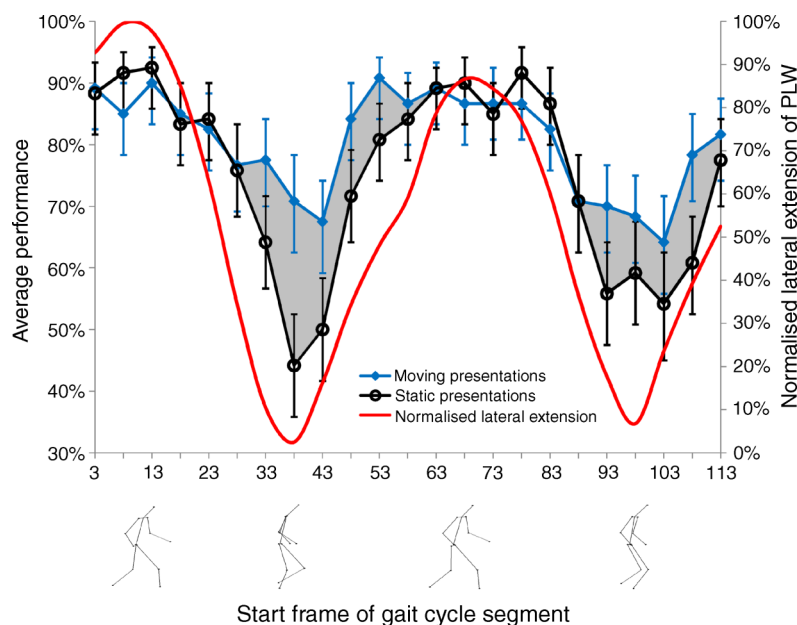 100%
90%
80%
70%
60%
50%
40%
30%
Average performance
100%
90%
80%
70%
60%
50%
40%
30%
20%
10%
0%
Normalised lateral extension of PLW
Moving presentations
Static presentations
Normalised lateral extension
3 13 23 33 43 53 63 73 83 93 103 113
Start frame of gait cycle segment